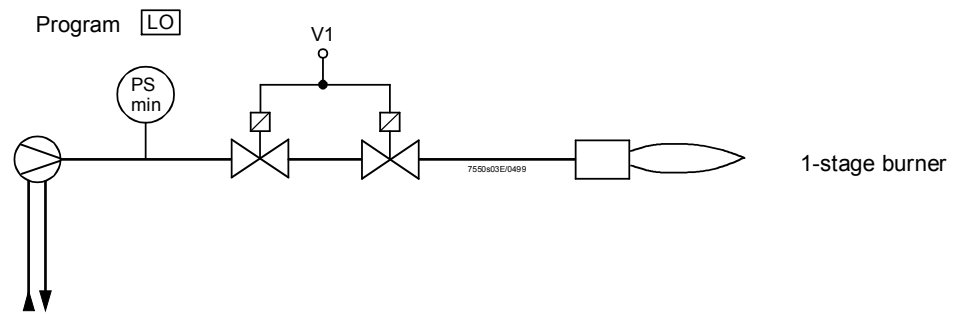 Program LO
V1
PS
min
7550s03E/0499
1-stage burner